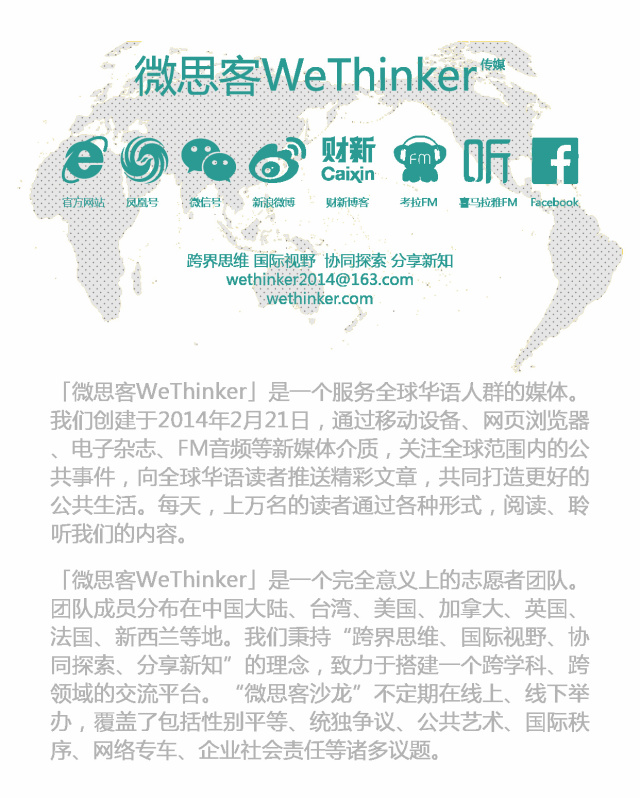 微思客WeThinker传媒
财新
Caixin
FM
听
官方网站 凤凰号 微信号 新浪微博 财新博客 考拉FM 喜马拉雅FM Facebook
跨界思维 国际视野 协同探索 分享新知
wethinker2014@163.com
wethinker.com
「微思客WeThinker」是一个服务全球华语人群的媒体。
我们创建于2014年2月21日，通过移动设备、网页浏览器
、电子杂志、FM音频等新媒体介质，关注全球范围内的公
共事件，向全球华语读者推送精彩文章，共同打造更好的
公共生活。每天，上万名的读者通过各种形式，阅读、聆
听我们的内容。
「微思客WeThinker」是一个完全意义上的志愿者团队。
团队成员分布在中国大陆、台湾、美国、加拿大、英国、
法国、新西兰等地。我们秉持“跨界思维、国际视野、协
同探索、分享新知”的理念，致力于搭建一个跨学科、跨
领域的交流平台。“微思客沙龙”不定期在线上、线下举
办，覆盖了包括性别平等、统独争议、公共艺术、国际秩
序、网络专车、企业社会责任等诸多议题。